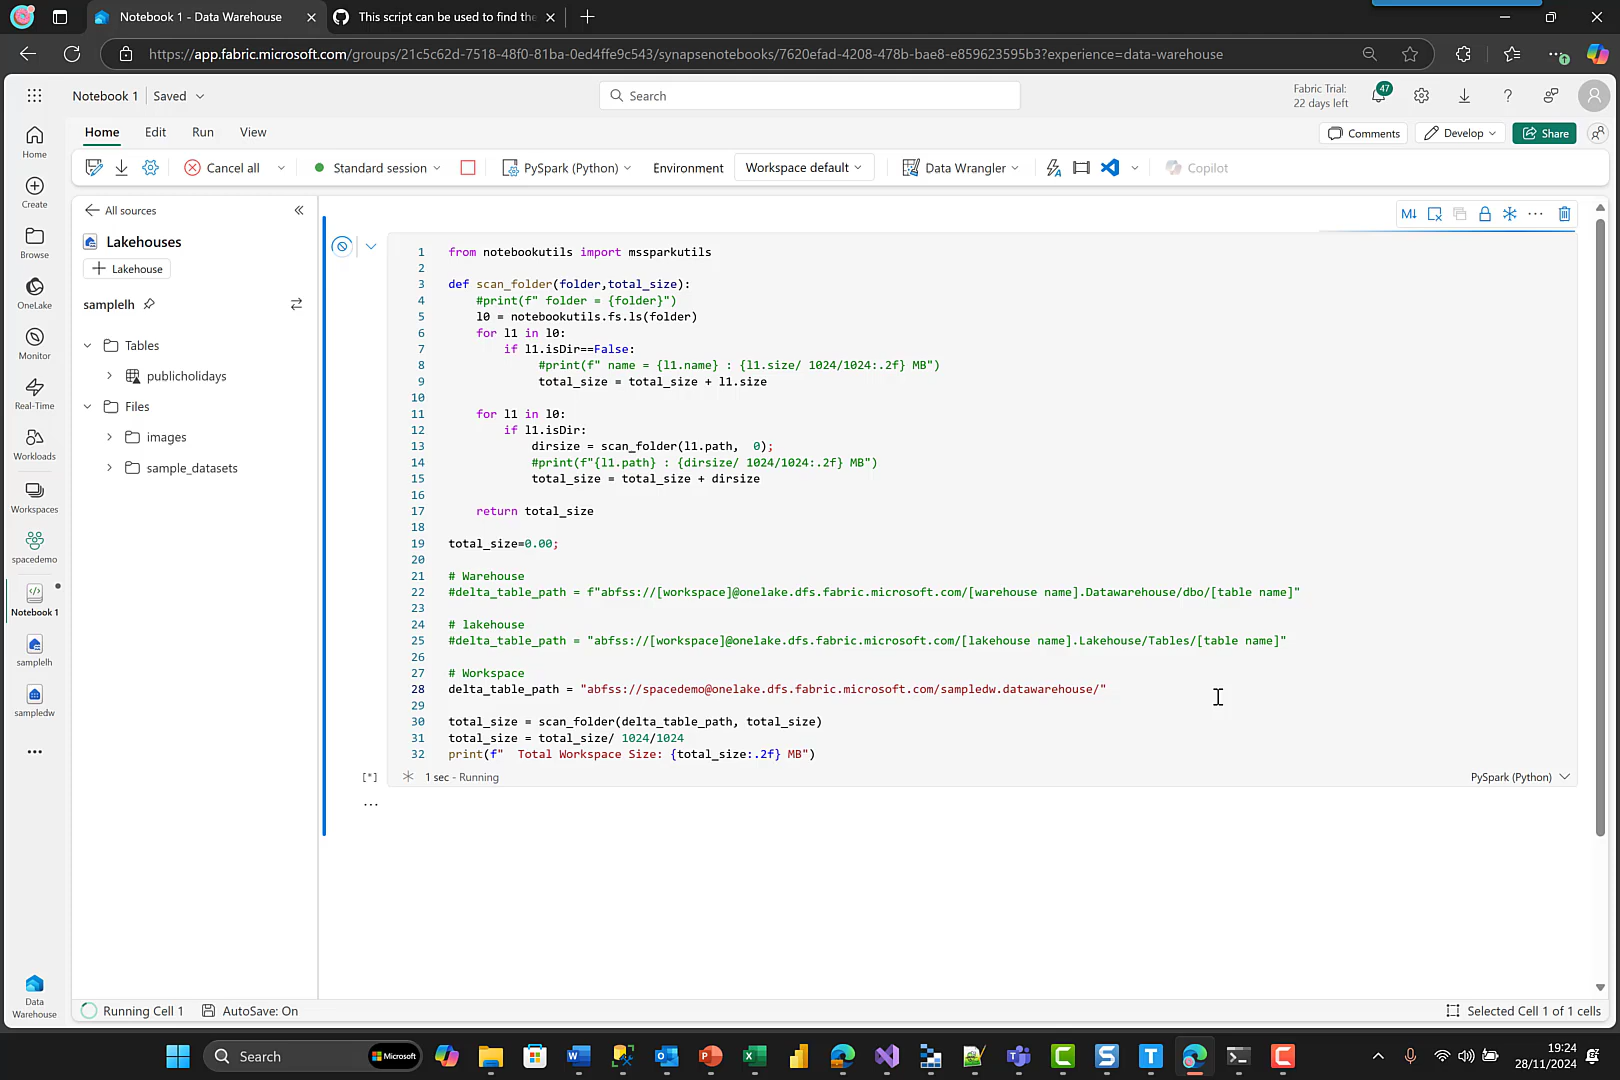 Notebook 1 - Data Warehouse
This script can be used to find the
https://app.fabric.microsoft.com/groups/21c5c62d-7518-48f0-81ba-0ed4ffe9c543/synapsenotebooks/7620efad-4208-478b-bae8-e859623595b3?experience=data-warehouse
Notebook 1 | Saved
Search
Fabric Trial:
22 days left
47
Home Edit Run View
Comments
Develop
Share
Cancel all
Standard session
PySpark (Python)
Environment
Workspace default
Data Wrangler
Copilot
Home
Create
Browse
OneLake
Monitor
Real-Time
Workloads
Workspaces
spacedemo
Notebook 1
samplelh
sampledw
Data
Warehouse
All sources
Lakehouses
Lakehouse
samplelh
Tables
publicholidays
Files
images
sample_datasets
M↓
1 from notebookutils import mssparkutils
2
3 def scan_folder(folder,total_size):
4 #print(f" folder = {folder}")
5 l0 = notebookutils.fs.ls(folder)
6 for l1 in l0:
7 if l1.isDir==False:
8 #print(f" name = {l1.name} : {l1.size/ 1024/1024:.2f} MB")
9 total_size = total_size + l1.size
10
11 for l1 in l0:
12 if l1.isDir:
13 dirsize = scan_folder(l1.path,  0);
14 #print(f"{l1.path} : {dirsize/ 1024/1024:.2f} MB")
15 total_size = total_size + dirsize
16
17 return total_size
18
19 total_size=0.00;
20
21 # Warehouse
22 #delta_table_path = f"abfss://[workspace]@onelake.dfs.fabric.microsoft.com/[warehouse name].Datawarehouse/dbo/[table name]"
23
24 # lakehouse
25 #delta_table_path = "abfss://[workspace]@onelake.dfs.fabric.microsoft.com/[lakehouse name].Lakehouse/Tables/[table name]"
26
27 # Workspace
28 delta_table_path = "abfss://spacedemo@onelake.dfs.fabric.microsoft.com/sampledw.datawarehouse/"
29
30 total_size = scan_folder(delta_table_path, total_size)
31 total_size = total_size/ 1024/1024
32 print(f"  Total Workspace Size: {total_size:.2f} MB")
[*] 1 sec - Running
PySpark (Python)
Running Cell 1
AutoSave: On
Selected Cell 1 of 1 cells
Search
Microsoft
19:24
28/11/2024